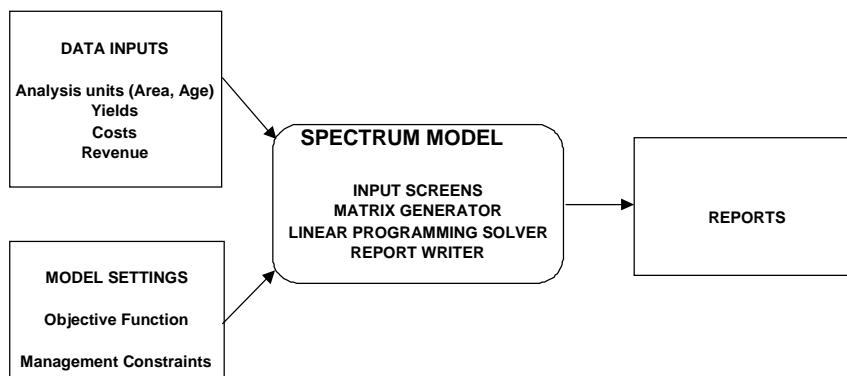 DATA INPUTS
Analysis units (Area, Age)
Yields
Costs
Revenue
MODEL SETTINGS
Objective Function
Management Constraints
SPECTRUM MODEL
INPUT SCREENS
MATRIX GENERATOR
LINEAR PROGRAMMING SOLVER
REPORT WRITER
REPORTS